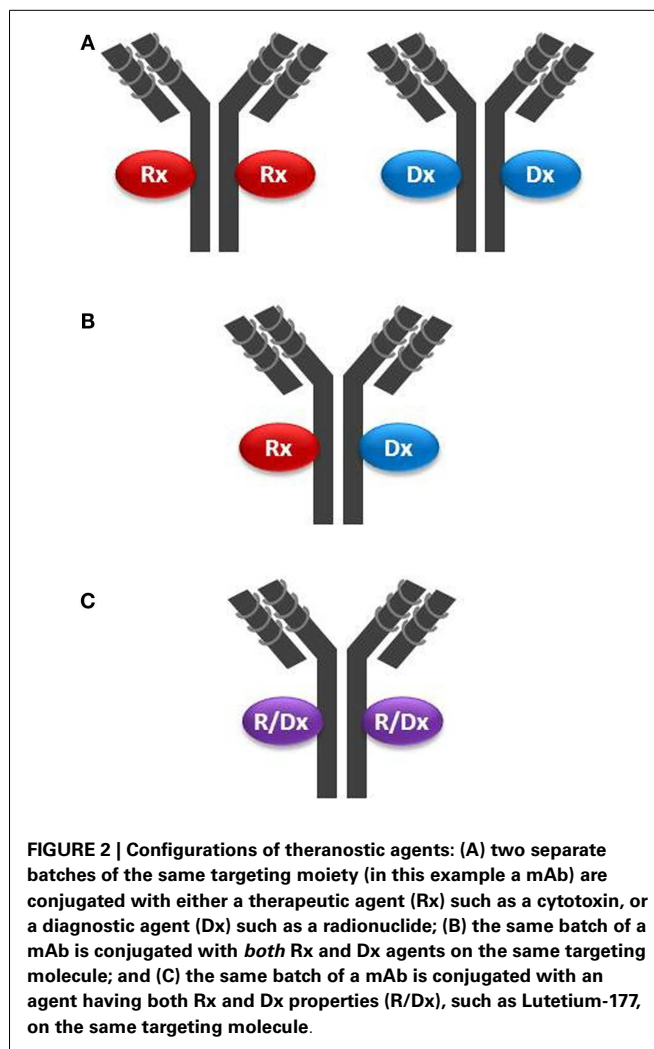 A
Rx Rx Dx Dx
B
Rx Dx
C
R/Dx R/Dx
FIGURE 2 | Configurations of theranostic agents: (A) two separate
batches of the same targeting moiety (in this example a mAb) are
conjugated with either a therapeutic agent (Rx) such as a cytotoxin, or
a diagnostic agent (Dx) such as a radionuclide; (B) the same batch of a
mAb is conjugated with both Rx and Dx agents on the same targeting
molecule; and (C) the same batch of a mAb is conjugated with an
agent having both Rx and Dx properties (R/Dx), such as Lutetium-177,
on the same targeting molecule.